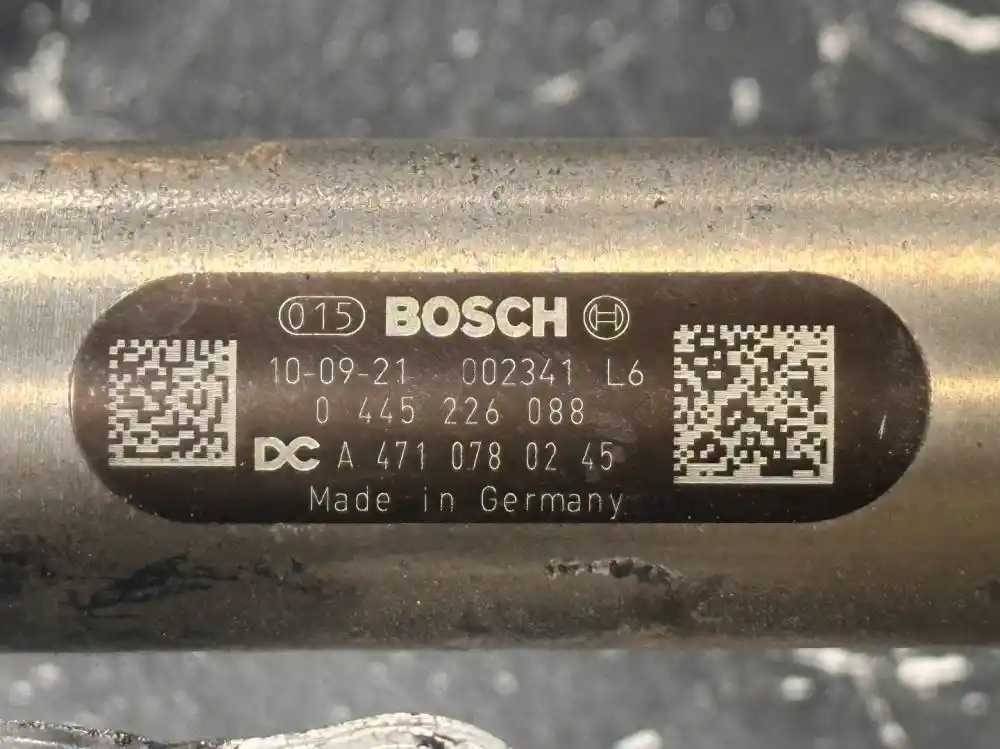 015 BOSCH
10-09-21 002341 L6
0 445 226 088
DC A 471 078 02 45
Made in Germany